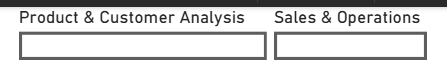 Product & Customer Analysis
Sales & Operations